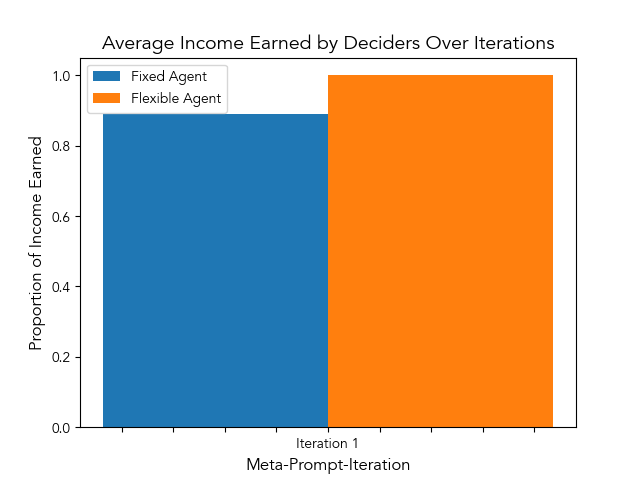 Average Income Earned by Deciders Over Iterations
Fixed Agent
Flexible Agent
Proportion of Income Earned
1.0
0.8
0.6
0.4
0.2
0.0
Iteration 1
Meta-Prompt-Iteration